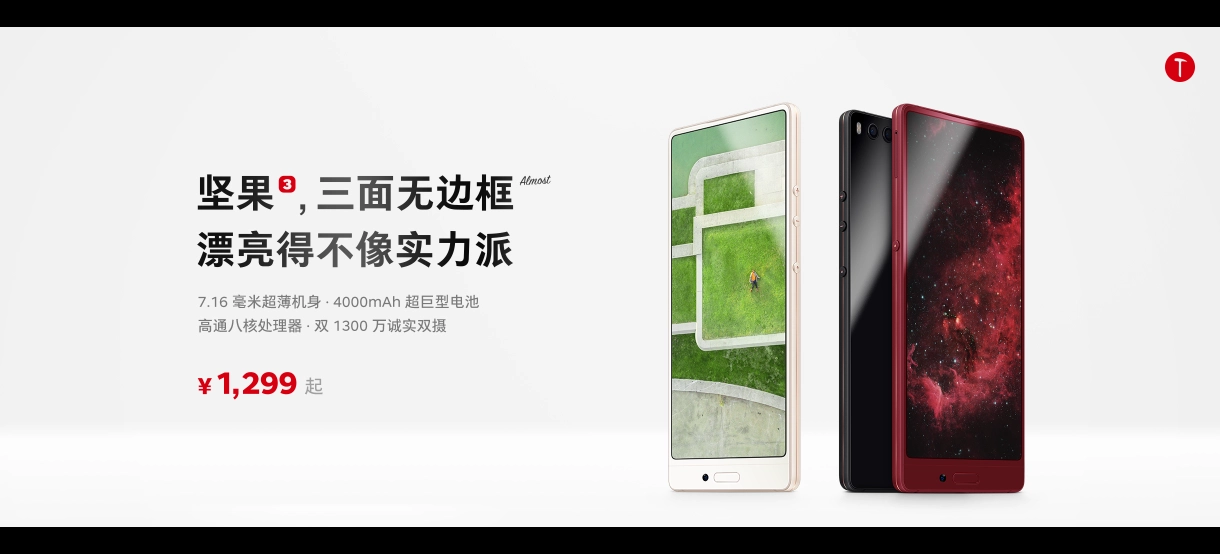 坚果3, 三面无边框 Almost
漂亮得不像实力派
7.16 毫米超薄机身 · 4000mAh 超巨型电池
高通八核处理器 · 双 1300 万诚实双摄
¥1,299 起